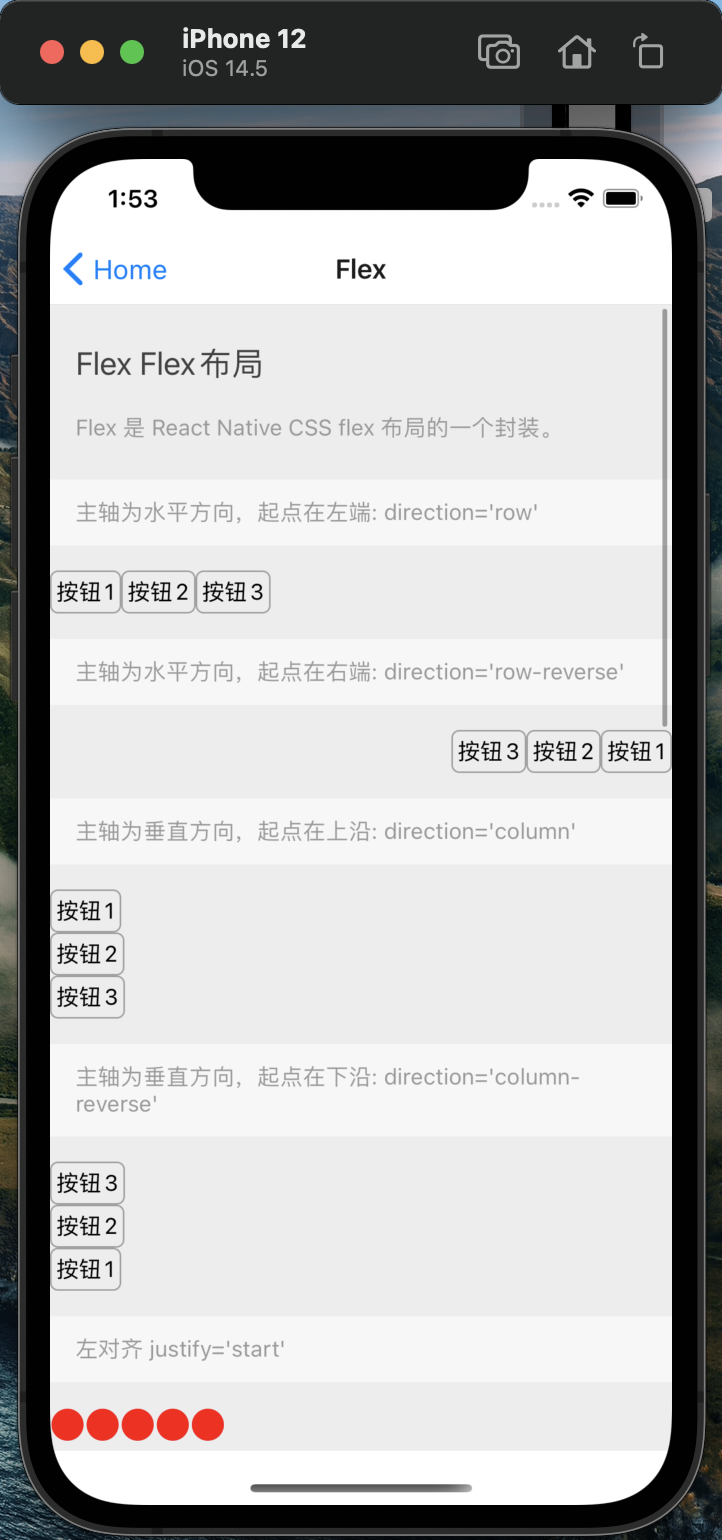 iPhone 12
iOS 14.5
1:53
Home
Flex
Flex Flex布局
Flex 是 React Native CSS flex 布局的一个封装。
主轴为水平方向，起点在左端: direction='row'
按钮1 按钮2 按钮3
主轴为水平方向，起点在右端: direction='row-reverse'
按钮3 按钮2 按钮1
主轴为垂直方向，起点在上沿: direction='column'
按钮1
按钮2
按钮3
主轴为垂直方向，起点在下沿: direction='column-
reverse'
按钮3
按钮2
按钮1
左对齐 justify='start'